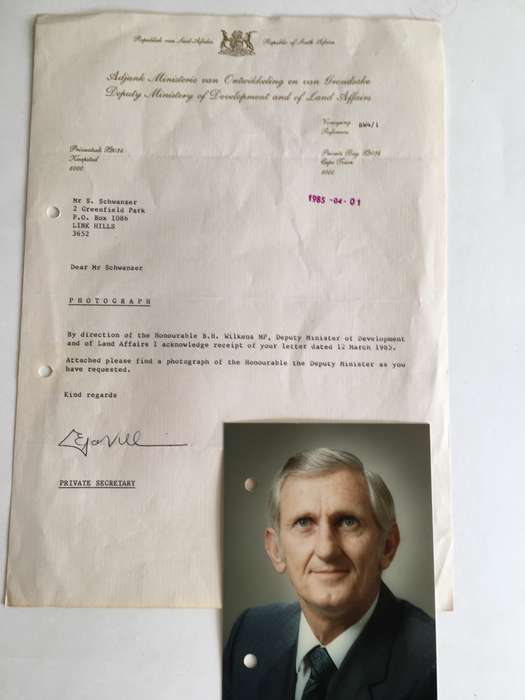 Republiek van Suid-Afrika Republic of South Africa
Adjunk Ministerie van Ontwikkeling en van Grondsake
Deputy Ministry of Development and of Land Affairs
Verwysing BW4/1
Reference
Privaatsak
Kaapstad
8000
Private Bag
Cape Town
8000
Mr S. Schwanzer
2 Greenfield Park
P.O. Box 1086
LINK HILLS
3652
1985 -04- 01
Dear Mr Schwanzer
PHOTOGRAPH
By direction of the Honourable B.H. Wilkens MP, Deputy Minister of Development
and of Land Affairs I acknowledge receipt of your letter dated 12 March 1985.
Attached please find a photograph of the Honourable the Deputy Minister as you
have requested.
Kind regards
PRIVATE SECRETARY